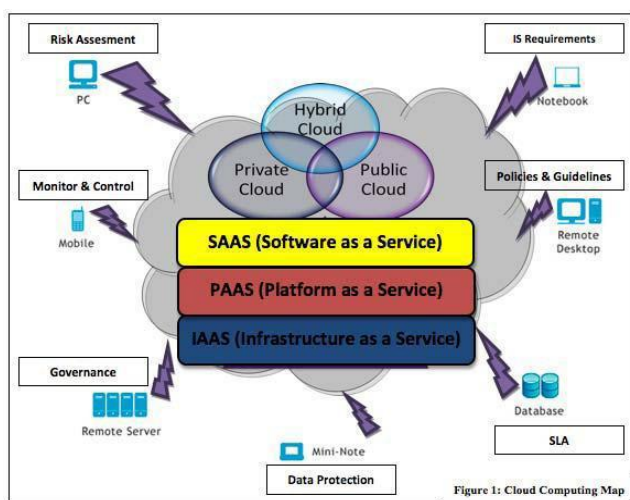 Risk Assesment
PC
IS Requirements
Notebook
Hybrid
Cloud
Private
Cloud
Public
Cloud
Monitor & Control
Mobile
Policies & Guidelines
Remote
Desktop
SAAS (Software as a Service)
PAAS (Platform as a Service)
IAAS (Infrastructure as a Service)
Governance
Remote Server
Database
SLA
Mini-Note
Data Protection
Figure 1: Cloud Computing Map